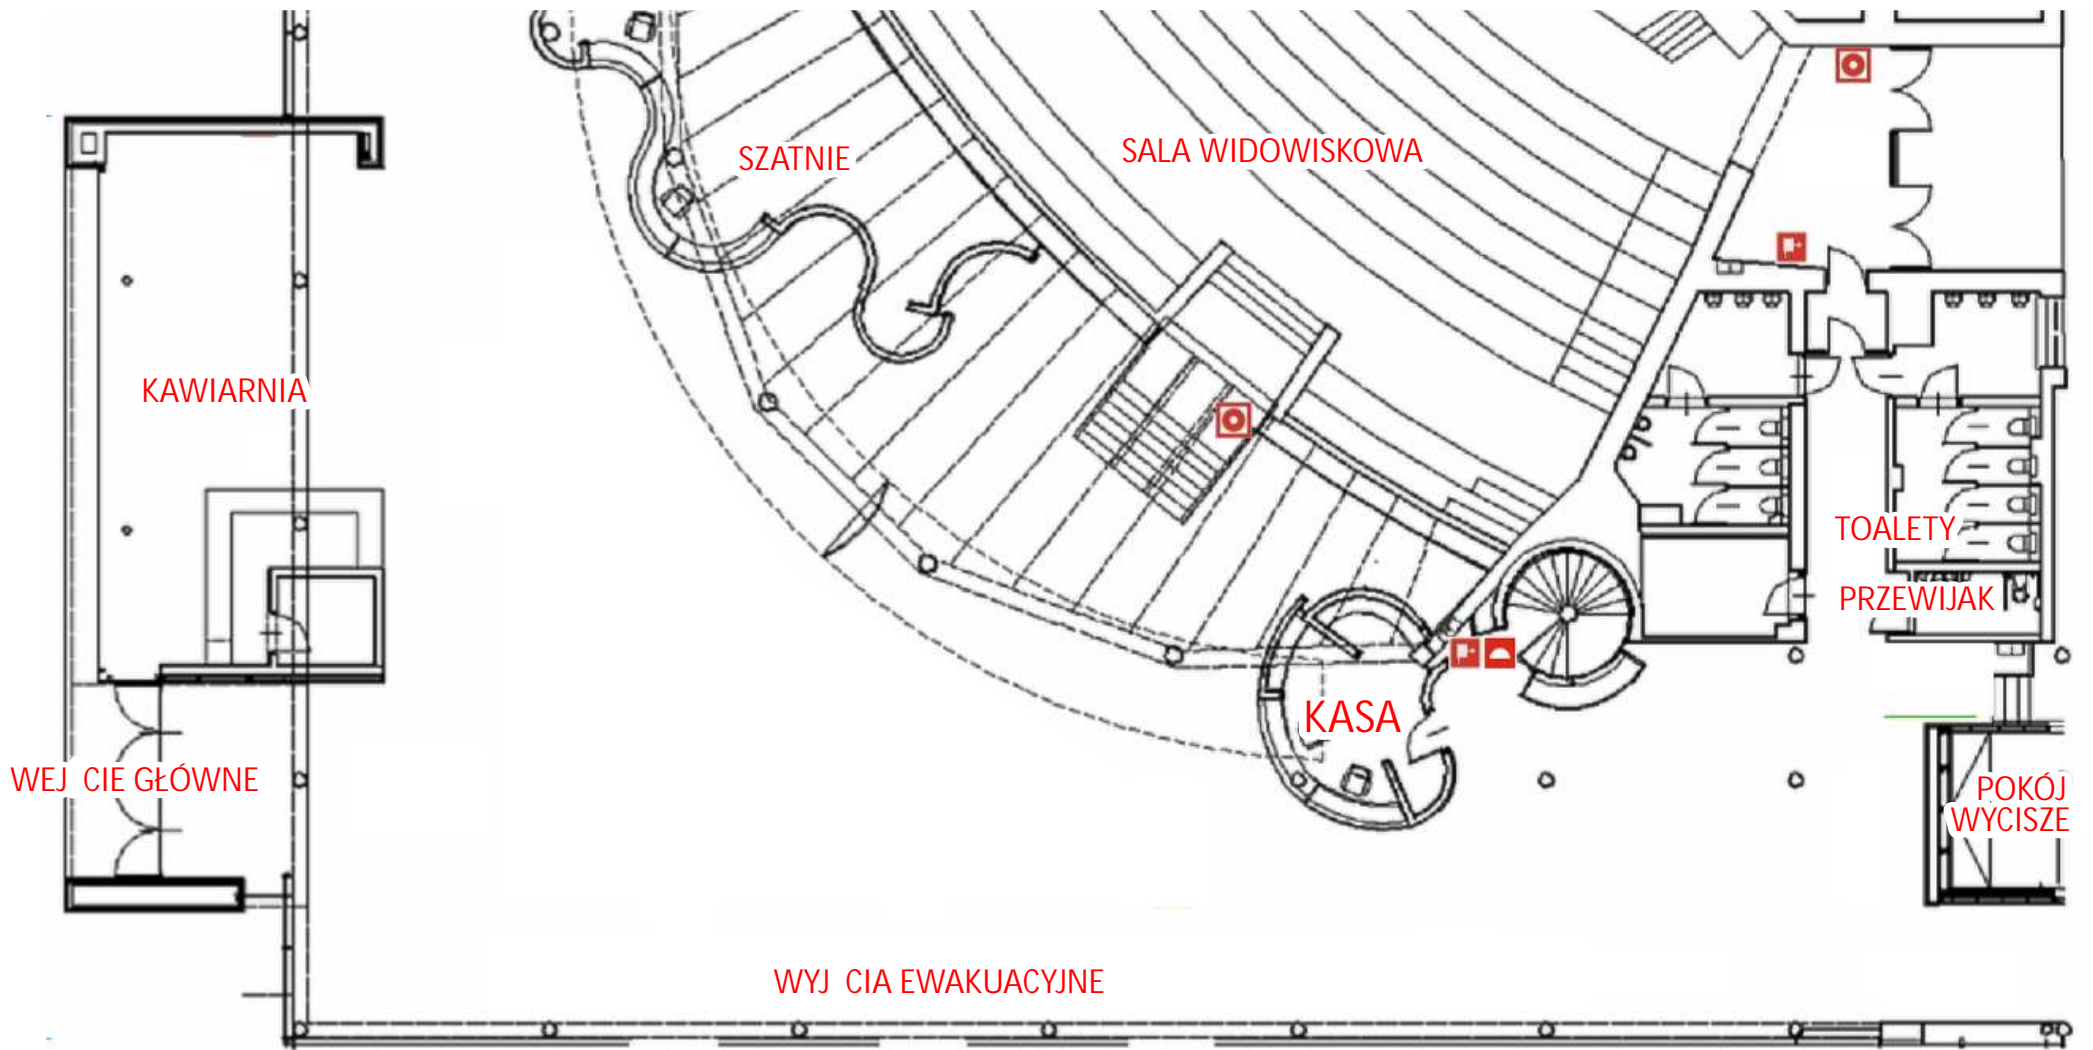 SZATNIE
SALA WIDOWISKOWA
KAWIARNIA
TOALETY
PRZEWIJAK
KASA
WEJ CIE GŁÓWNE
POKÓJ
WYCISZE
WYJ CIA EWAKUACYJNE